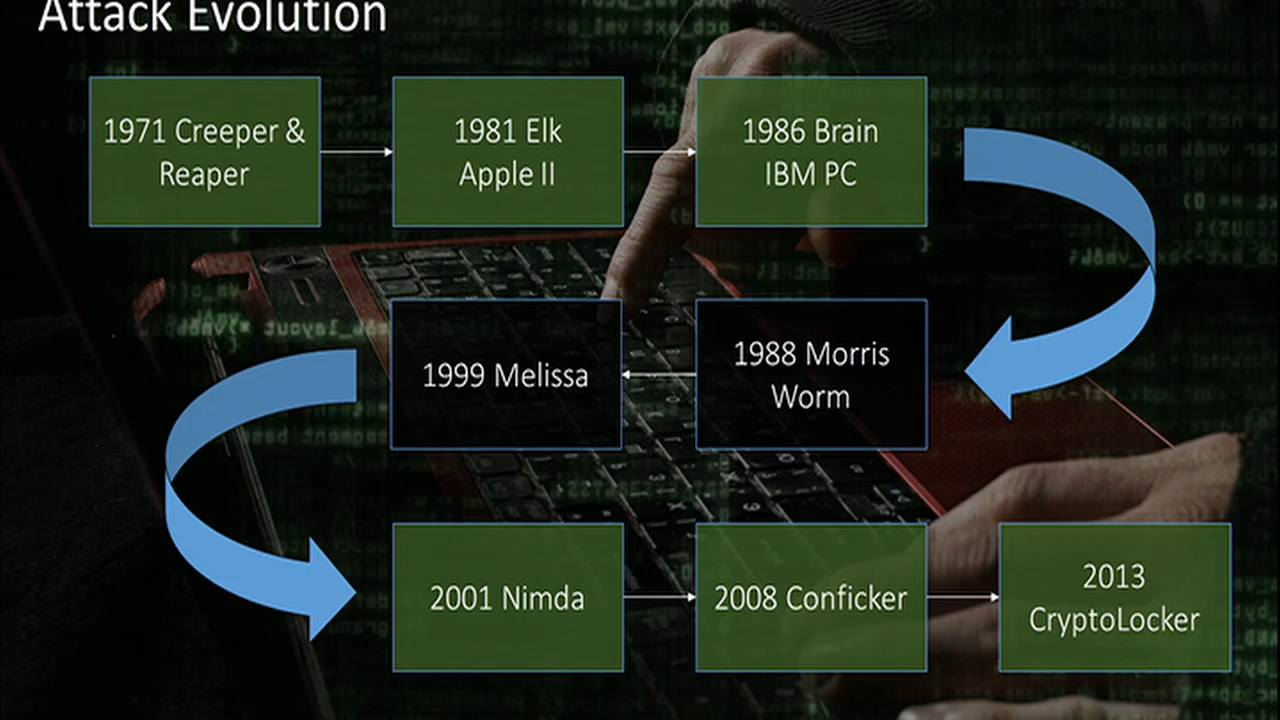 Attack Evolution
1971 Creeper &
Reaper
1981 Elk
Apple II
1986 Brain
IBM PC
1988 Morris
Worm
1999 Melissa
2001 Nimda
2008 Conficker
2013
CryptoLocker